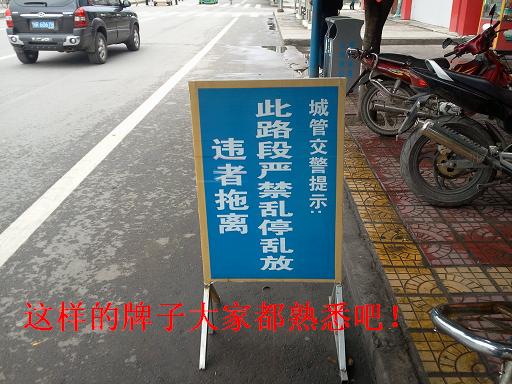 城管交警提示:
此路段严禁乱停乱放
违者拖离
这样的牌子大家都熟悉吧!